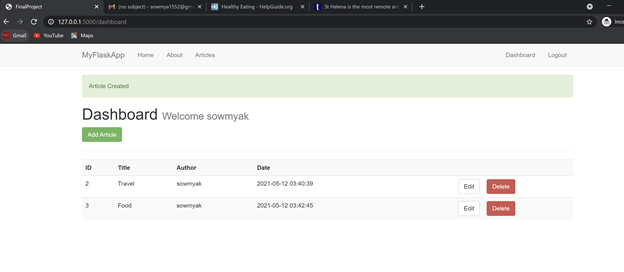 FinalProject
(no subject) - sowmya1552@gm
Healthy Eating - HelpGuide.org
St Helena is the most remote an
127.0.0.1:5000/dashboard
Inco
Gmail YouTube Maps
MyFlaskApp Home About Articles Dashboard Logout
Article Created
Dashboard Welcome sowmyak
Add Article
ID Title Author Date
2 Travel sowmyak 2021-05-12 03:40:39 Edit Delete
3 Food sowmyak 2021-05-12 03:42:45 Edit Delete